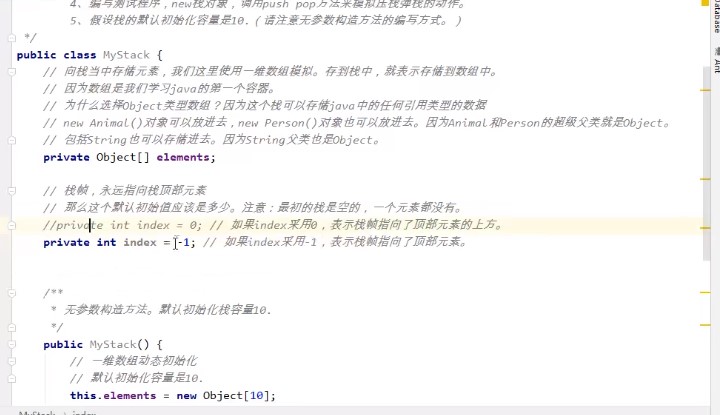 4、编写测试程序，new栈对象，调用push pop方法来模拟压栈弹栈的动作。
5、假设栈的默认初始化容量是10.（请注意无参数构造方法的编写方式。）
*/
public class MyStack {
// 向栈当中存储元素，我们这里使用一维数组模拟。存到栈中，就表示存储到数组中。
// 因为数组是我们学习java的第一个容器。
// 为什么选择Object类型数组？因为这个栈可以存储java中的任何引用类型的数据
// new Animal()对象可以放进去，new Person()对象也可以放进去。因为Animal和Person的超级父类就是Object。
// 包括String也可以存储进去。因为String父类也是Object。
private Object[] elements;
// 栈帧，永远指向栈顶部元素
// 那么这个默认初始值应该是多少。注意：最初的栈是空的，一个元素都没有。
//private int index = 0; // 如果index采用0，表示栈帧指向了顶部元素的上方。
private int index = -1; // 如果index采用-1，表示栈帧指向了顶部元素。
/**
* 无参数构造方法。默认初始化栈容量10.
*/
public MyStack() {
// 一维数组动态初始化
// 默认初始化容量是10.
this.elements = new Object[10];
MyStack
index
Database
Ant